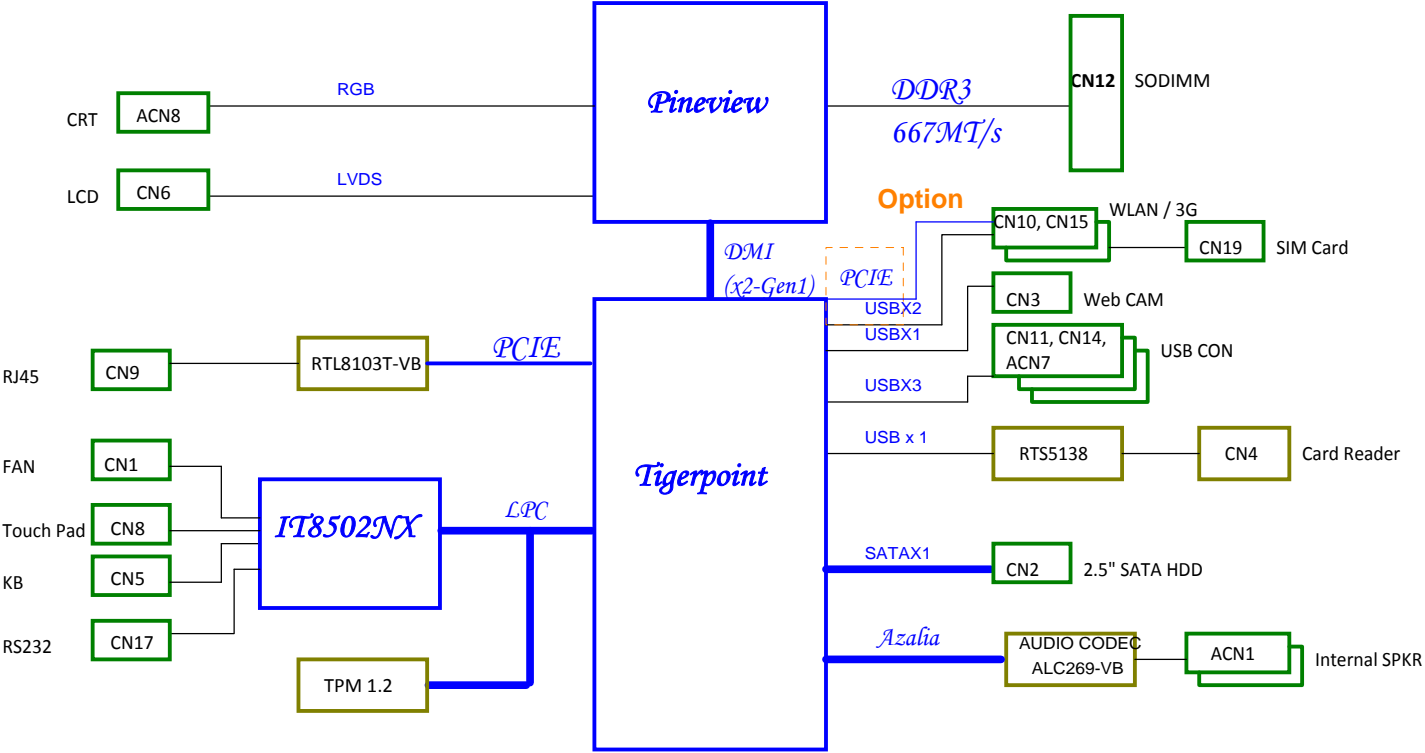 RGB
CRT
ACN8
Pineview
DDR3
667MT/s
CN12
SODIMM
LVDS
LCD
CN6
Option
DMI
(x2-Gen1)
PCIE
CN10, CN15
WLAN / 3G
CN19
SIM Card
USBX2
CN3
Web CAM
USBX1
CN11, CN14,
ACN7
USB CON
USBX3
RJ45
CN9
RTL8103T-VB
PCIE
Tigerpoint
USB x 1
RTS5138
CN4
Card Reader
FAN
CN1
Touch Pad
CN8
KB
CN5
RS232
CN17
IT8502NX
LPC
TPM 1.2
SATAX1
CN2
2.5" SATA HDD
Azalia
AUDIO CODEC
ALC269-VB
ACN1
Internal SPKR